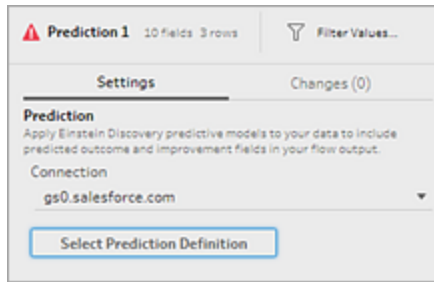 Prediction 1 10 fields 3 rows Filter Values...
Settings Changes (0)
Prediction
Apply Einstein Discovery predictive models to your data to include
predicted outcome and improvement fields in your flow output.
Connection
gs0.salesforce.com
Select Prediction Definition